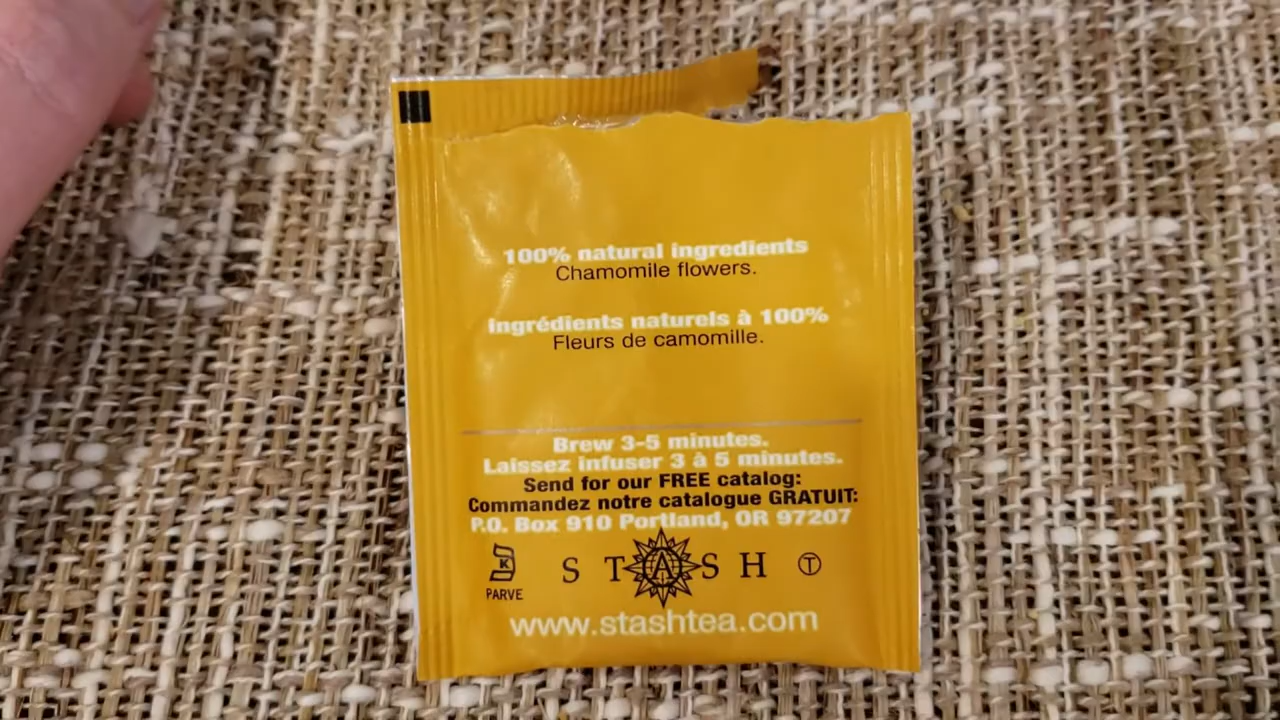 100% natural ingredients
Chamomile flowers.
Ingrédients naturels à 100%
Fleurs de camomille.
Brew 3-5 minutes.
Laissez infuser 3 à 5 minutes.
Send for our FREE catalog:
Commandez notre catalogue GRATUIT:
P.O. Box 910 Portland, OR 97207
K
PARVE
STASH
T
www.stashtea.com